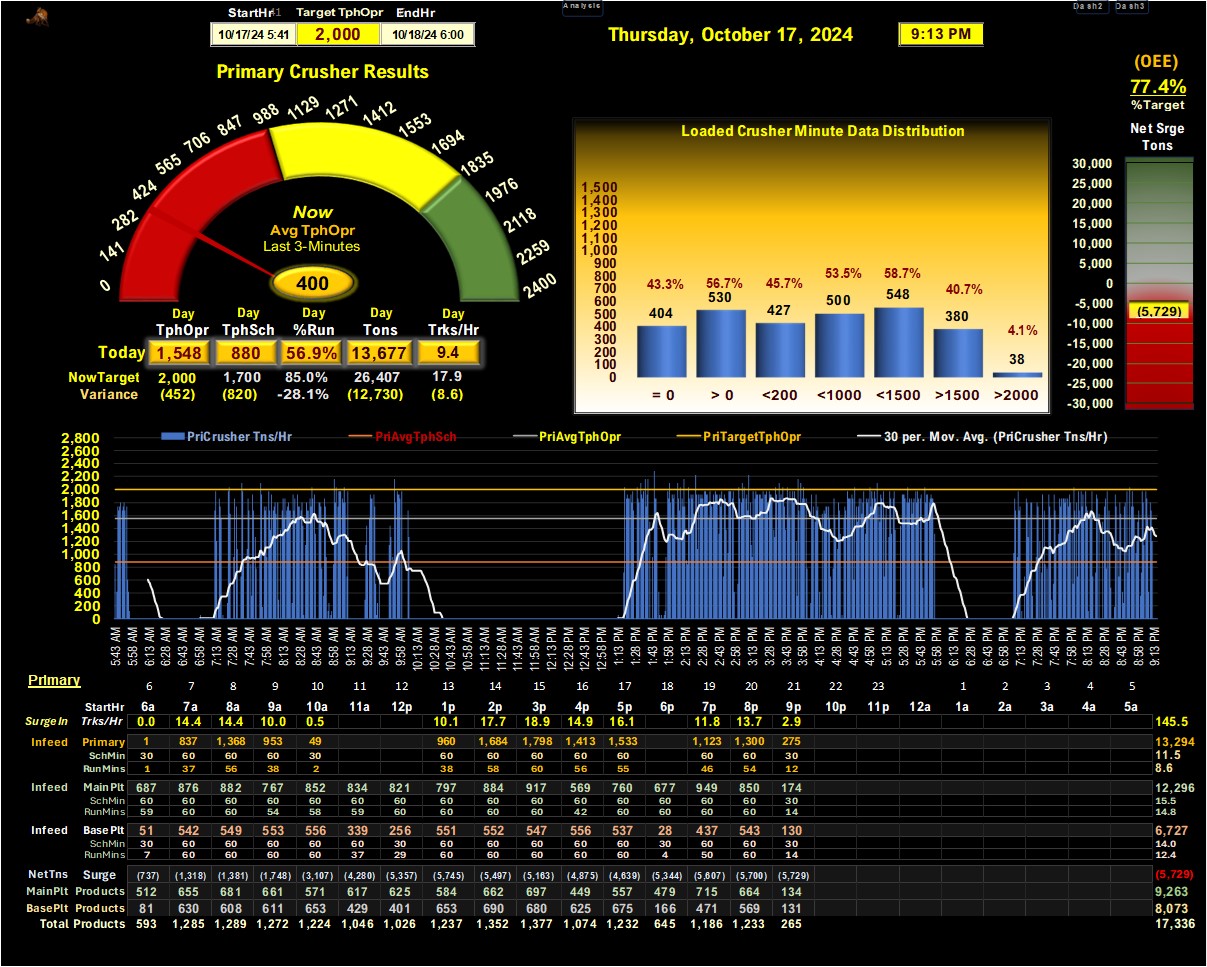 Analysis Dash2 Dash3
StartHr Target TphOpr EndHr
10/17/24 5:41 2,000 10/18/24 6:00
Thursday, October 17, 2024 9:13 PM
(OEE)
77.4%
%Target
Primary Crusher Results
0 141 282 424 565 706 847 988 1129 1271 1412 1553 1694 1835 1976 2118 2259 2400
Now
Avg TphOpr
Last 3-Minutes
400
Day Day Day Day Day
TphOpr TphSch %Run Tons Trks/Hr
Today 1,548 880 56.9% 13,677 9.4
NowTarget 2,000 1,700 85.0% 26,407 17.9
Variance (452) (820) -28.1% (12,730) (8.6)
Loaded Crusher Minute Data Distribution
1,500
1,400
1,300
1,200
1,100
1,000
900
800
700
600
500
400
300
200
100
0
43.3% 56.7% 45.7% 53.5% 58.7% 40.7% 4.1%
404 530 427 500 548 380 38
= 0 > 0 <200 <1000 <1500 >1500 >2000
Net Srge
Tons
30,000
25,000
20,000
15,000
10,000
5,000
0
-5,000
(5,729)
-10,000
-15,000
-20,000
-25,000
-30,000
PriCrusher Tns/Hr PriAvgTphSch PriAvgTphOpr PriTargetTphOpr 30 per. Mov. Avg. (PriCrusher Tns/Hr)
2,800
2,600
2,400
2,200
2,000
1,800
1,600
1,400
1,200
1,000
800
600
400
200
0
5:43 AM 5:58 AM 6:13 AM 6:28 AM 6:43 AM 6:58 AM 7:13 AM 7:28 AM 7:43 AM 7:58 AM 8:13 AM 8:28 AM 8:43 AM 8:58 AM 9:13 AM 9:28 AM 9:43 AM 9:58 AM 10:13 AM 10:28 AM 10:43 AM 10:58 AM 11:13 AM 11:28 AM 11:43 AM 11:58 AM 12:13 PM 12:28 PM 12:43 PM 12:58 PM 1:13 PM 1:28 PM 1:43 PM 1:58 PM 2:13 PM 2:28 PM 2:43 PM 2:58 PM 3:13 PM 3:28 PM 3:43 PM 3:58 PM 4:13 PM 4:28 PM 4:43 PM 4:58 PM 5:13 PM 5:28 PM 5:43 PM 5:58 PM 6:13 PM 6:28 PM 6:43 PM 6:58 PM 7:13 PM 7:28 PM 7:43 PM 7:58 PM 8:13 PM 8:28 PM 8:43 PM 8:58 PM 9:13 PM
Primary 6 7 8 9 10 11 12 13 14 15 16 17 18 19 20 21 22 23 1 2 3 4 5
StartHr 6a 7a 8a 9a 10a 11a 12p 1p 2p 3p 4p 5p 6p 7p 8p 9p 10p 11p 12a 1a 2a 3a 4a 5a
SurgeIn Trks/Hr 0.0 14.4 14.4 10.0 0.5 10.1 17.7 18.9 14.9 16.1 11.8 13.7 2.9 145.5
Infeed Primary 1 837 1,368 953 49 960 1,684 1,798 1,413 1,533 1,123 1,300 275 13,294
SchMin 30 60 60 60 30 60 60 60 60 60 60 60 30 11.5
RunMins 1 37 56 38 2 38 58 60 56 55 46 54 12 8.6
Infeed MainPlt 687 876 882 767 852 834 821 797 884 917 569 760 677 949 850 174 12,296
SchMin 60 60 60 60 60 60 60 60 60 60 60 60 60 60 60 30 15.5
RunMins 59 60 60 54 58 59 60 60 60 60 42 60 60 60 60 14 14.8
Infeed Base Plt 51 542 549 553 556 339 256 551 552 547 556 537 28 437 543 130 6,727
SchMin 30 60 60 60 60 60 30 60 60 60 60 60 30 60 60 30 14.0
RunMins 7 60 60 60 60 37 29 60 60 60 60 60 4 50 60 14 12.4
NetTns Surge (737) (1,318) (1,381) (1,748) (3,107) (4,280) (5,357) (5,745) (5,497) (5,163) (4,875) (4,639) (5,344) (5,607) (5,700) (5,729) (5,729)
MainPlt Products 512 655 681 661 571 617 625 584 662 697 449 557 479 715 664 134 9,263
BasePlt Products 81 630 608 611 653 429 401 653 690 680 625 675 166 471 569 131 8,073
Total Products 593 1,285 1,289 1,272 1,224 1,046 1,026 1,237 1,352 1,377 1,074 1,232 645 1,186 1,233 265 17,336